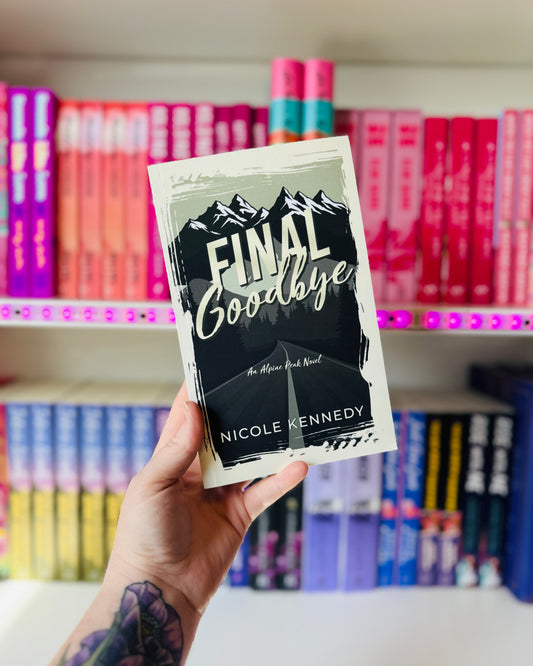 FINAL
Goodbye
An Alpine Peak Novel
NICOLE KENNEDY